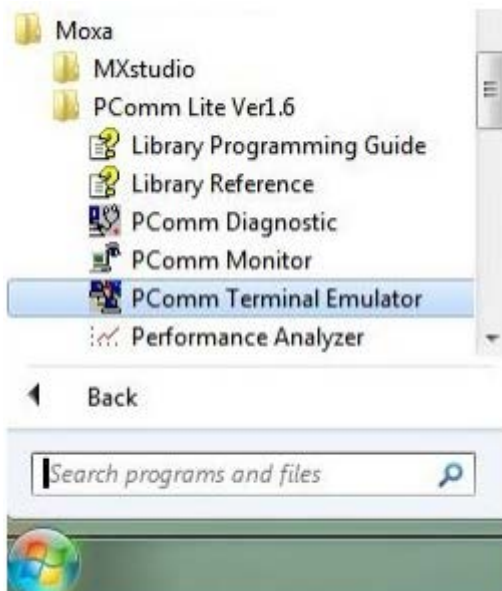 Moxa
MXstudio
PComm Lite Ver1.6
Library Programming Guide
Library Reference
PComm Diagnostic
PComm Monitor
PComm Terminal Emulator
Performance Analyzer
Back
Search programs and files